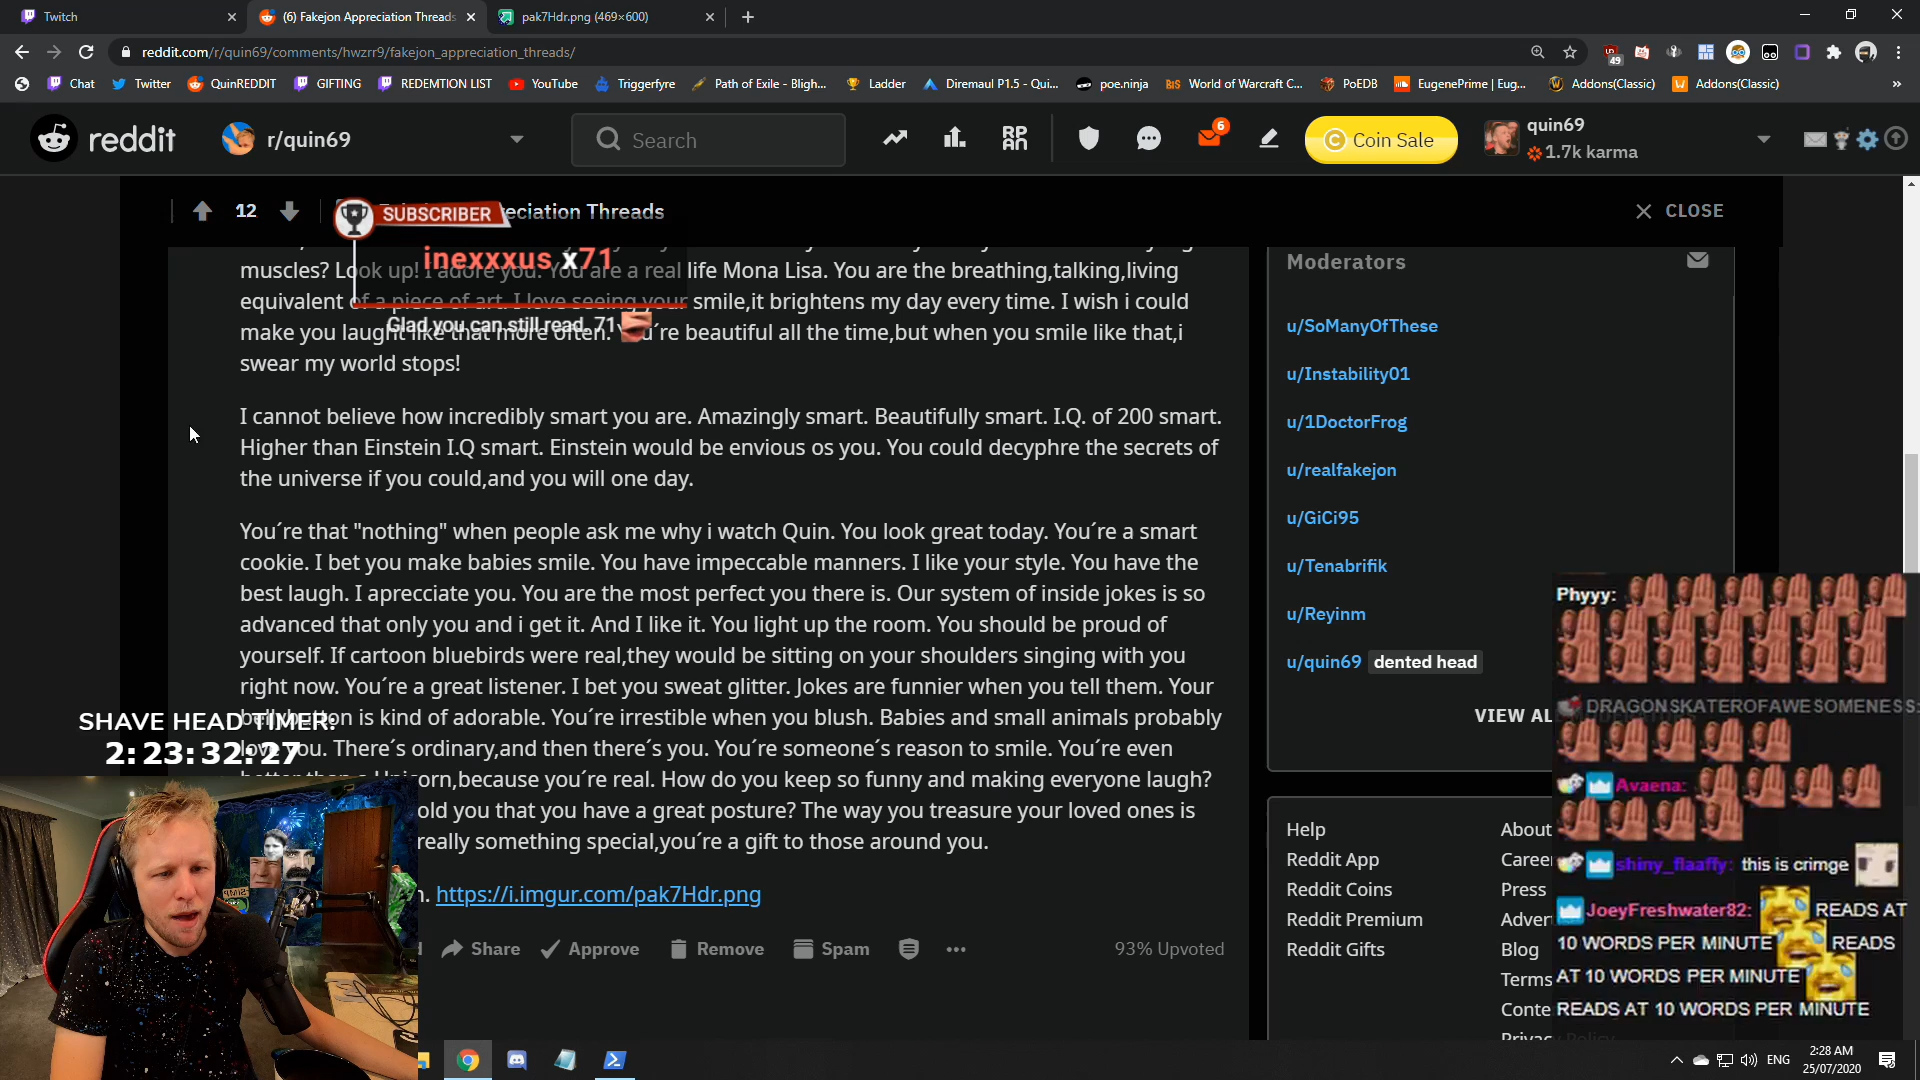 Twitch
(6) Fakejon Appreciation Threads
pak7Hdr.png (469×600)
reddit.com/r/quin69/comments/hwzrr9/fakejon_appreciation_threads/
49
Chat
Twitter
QuinREDDIT
GIFTING
REDEMTION LIST
YouTube
Triggerfyre
Path of Exile - Bligh...
Ladder
Diremaul P1.5 - Qui...
poe.ninja
BIS
World of Warcraft C...
PoEDB
EugenePrime | Eug...
Addons(Classic)
Addons(Classic)
reddit
r/quin69
Search
RPAN
6
Coin Sale
quin69
1.7k karma
12
eciation Threads
CLOSE
SUBSCRIBER
inexxxus x71
Glad you can still read. 71
muscles? Look up! I adore you. You are a real life Mona Lisa. You are the breathing,talking,living
equivalent of a piece of art. I love seeing your smile,it brightens my day every time. I wish i could
make you laught like that more often. You´re beautiful all the time,but when you smile like that,i
swear my world stops!
I cannot believe how incredibly smart you are. Amazingly smart. Beautifully smart. I.Q. of 200 smart.
Higher than Einstein I.Q smart. Einstein would be envious os you. You could decyphre the secrets of
the universe if you could,and you will one day.
You´re that "nothing" when people ask me why i watch Quin. You look great today. You´re a smart
cookie. I bet you make babies smile. You have impeccable manners. I like your style. You have the
best laugh. I aprecciate you. You are the most perfect you there is. Our system of inside jokes is so
advanced that only you and i get it. And I like it. You light up the room. You should be proud of
yourself. If cartoon bluebirds were real,they would be sitting on your shoulders singing with you
right now. You´re a great listener. I bet you sweat glitter. Jokes are funnier when you tell them. Your
bellybutton is kind of adorable. You´re irrestible when you blush. Babies and small animals probably
love you. There´s ordinary,and then there´s you. You´re someone´s reason to smile. You´re even
better than a Unicorn,because you´re real. How do you keep so funny and making everyone laugh?
old you that you have a great posture? The way you treasure your loved ones is
really something special,you´re a gift to those around you.
https://i.imgur.com/pak7Hdr.png
Share
Approve
Remove
Spam
93% Upvoted
SHAVE HEAD TIMER:
2:23:32:27
Moderators
u/SoManyOfThese
u/Instability01
u/1DoctorFrog
u/realfakejon
u/GiCi95
u/Tenabrifik
u/Reyinm
u/quin69 dented head
VIEW AL
Help
Reddit App
Reddit Coins
Reddit Premium
Reddit Gifts
About
Career
Press
Advert
Blog
Terms
Conte
Privacy Policy
Phyyy:
DRAGONSKATEROFAWESOMENESS:
Avaena:
shiny_flaaffy: this is crimge
JoeyFreshwater82: READS AT
10 WORDS PER MINUTE READS
AT 10 WORDS PER MINUTE
READS AT 10 WORDS PER MINUTE
ENG
2:28 AM
25/07/2020